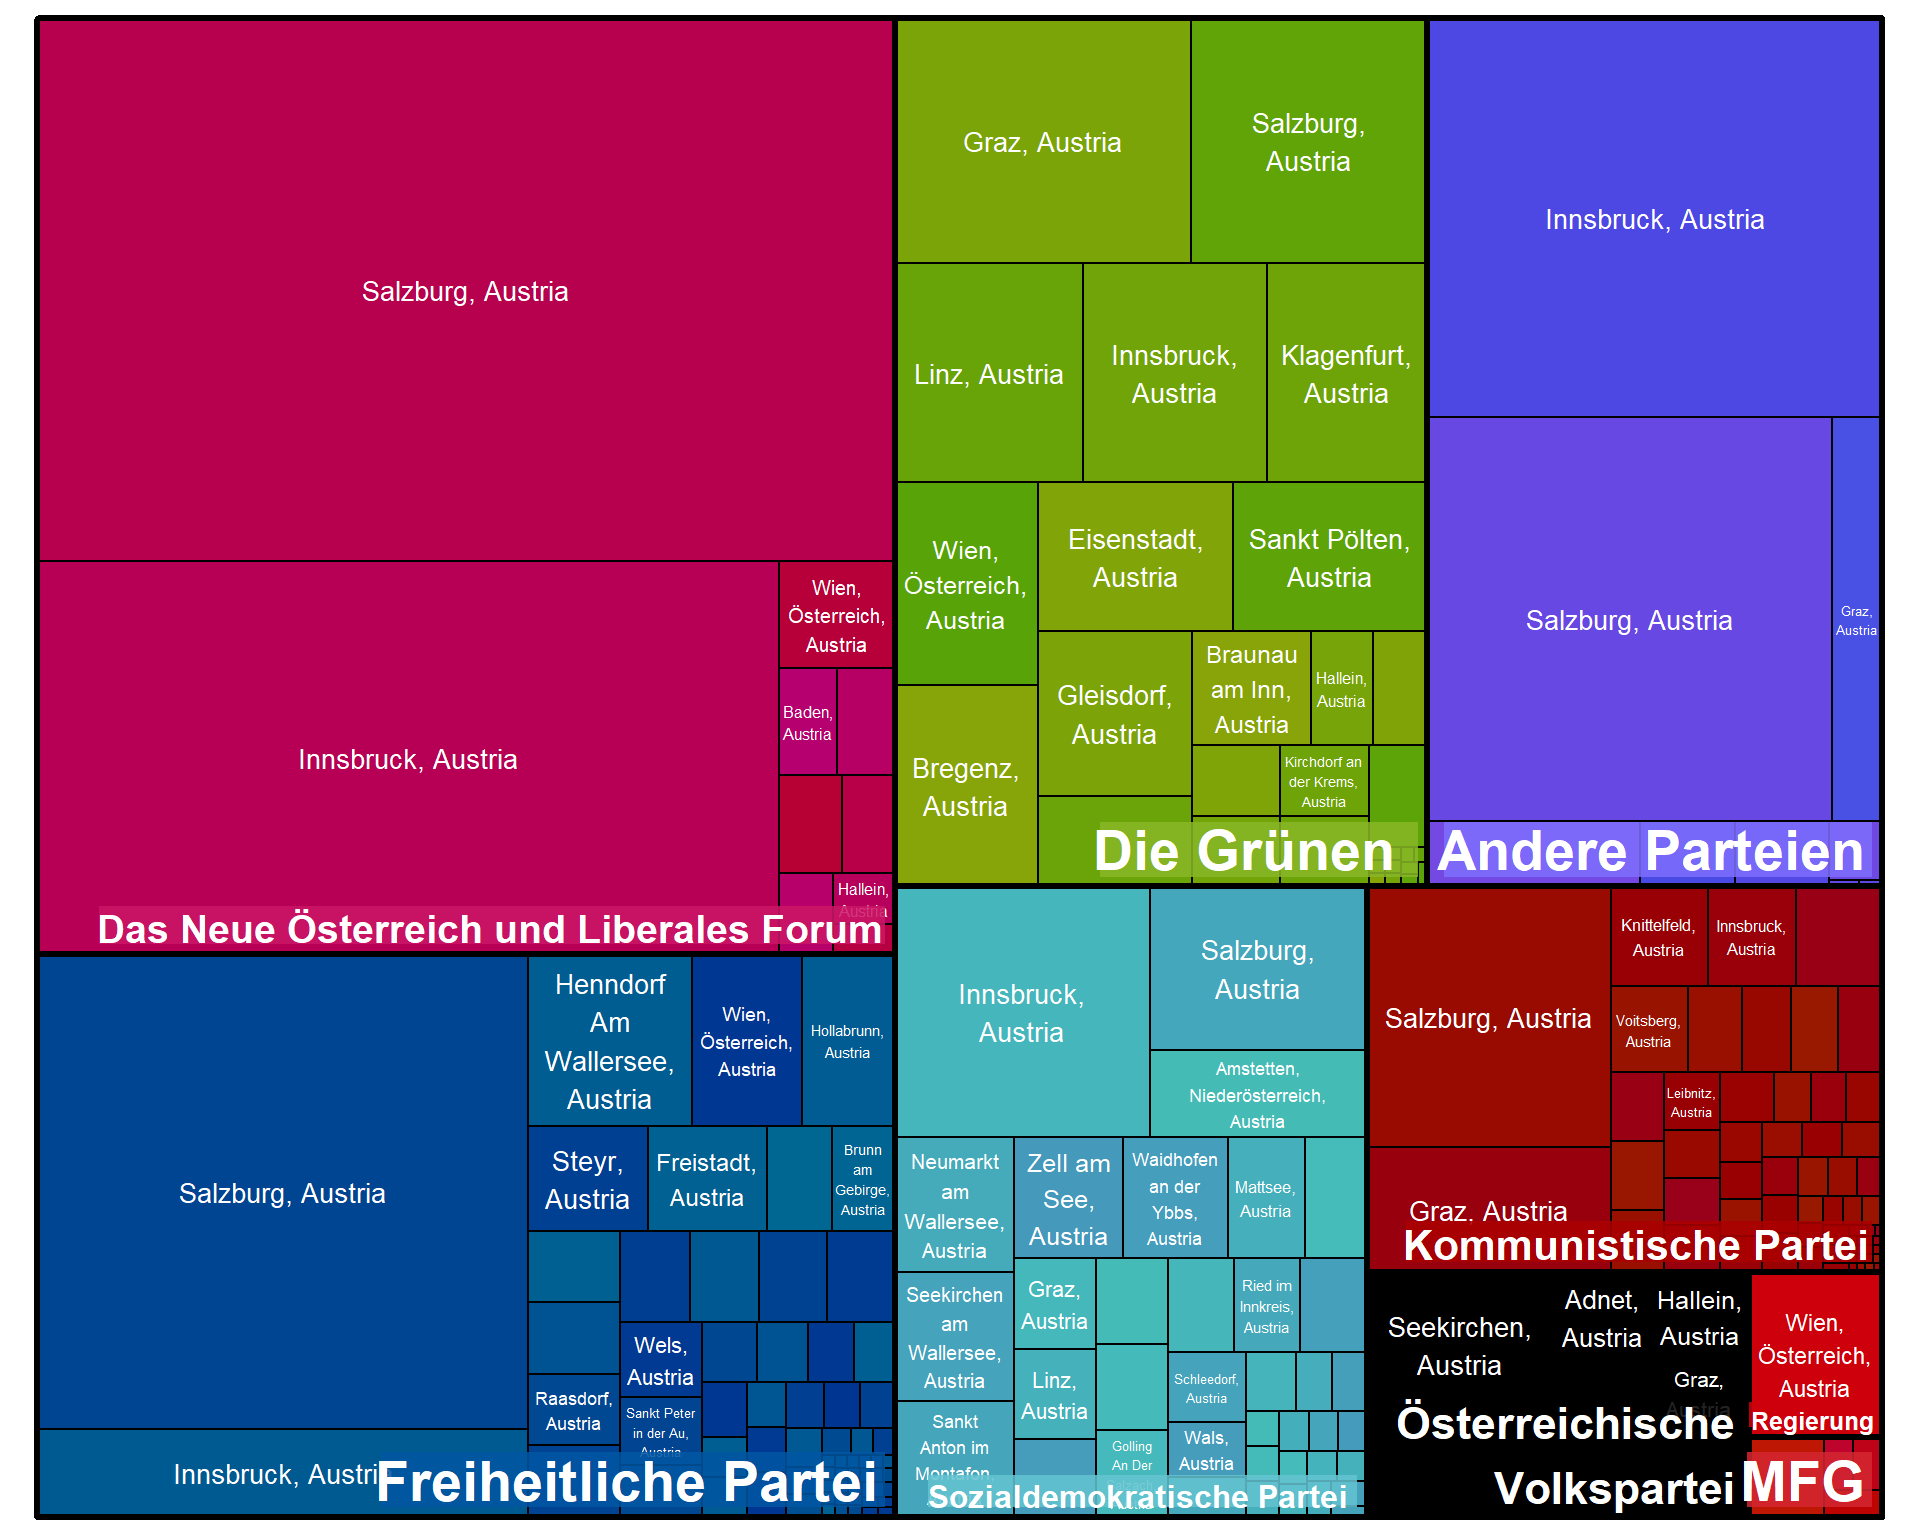 Salzburg, Austria
Innsbruck, Austria
Wien,
Österreich,
Austria
Baden,
Austria
Hallein,
Austria
Das Neue Österreich und Liberales Forum
Graz, Austria
Salzburg,
Austria
Linz, Austria
Innsbruck,
Austria
Klagenfurt,
Austria
Wien,
Österreich,
Austria
Eisenstadt,
Austria
Sankt Pölten,
Austria
Bregenz,
Austria
Gleisdorf,
Austria
Braunau
am Inn,
Austria
Hallein,
Austria
Kirchdorf an
der Krems,
Austria
Die Grünen
Innsbruck, Austria
Salzburg, Austria
Graz,
Austria
Andere Parteien
Salzburg, Austria
Innsbruck, Austri
Henndorf
Am
Wallersee,
Austria
Wien,
Österreich,
Austria
Hollabrunn,
Austria
Steyr,
Austria
Freistadt,
Austria
Brunn
am
Gebirge,
Austria
Wels,
Austria
Raasdorf,
Austria
Sankt Peter
in der Au,
Austria
Freiheitliche Partei
Innsbruck,
Austria
Salzburg,
Austria
Amstetten,
Niederösterreich,
Austria
Neumarkt
am
Wallersee,
Austria
Zell am
See,
Austria
Waidhofen
an der
Ybbs,
Austria
Mattsee,
Austria
Seekirchen
am
Wallersee,
Austria
Graz,
Austria
Ried im
Innkreis,
Austria
Linz,
Austria
Schleedorf,
Austria
Sankt
Anton im
Montafon,
Golling
An Der
Wals,
Austria
Sozialdemokratische Partei
Salzburg, Austria
Knittelfeld,
Austria
Innsbruck,
Austria
Voitsberg,
Austria
Leibnitz,
Austria
Graz, Austria
Kommunistische Partei
Seekirchen,
Austria
Adnet,
Austria
Hallein,
Austria
Graz,
Austria
Österreichische
Volkspartei
Wien,
Österreich,
Austria
Regierung
MFG